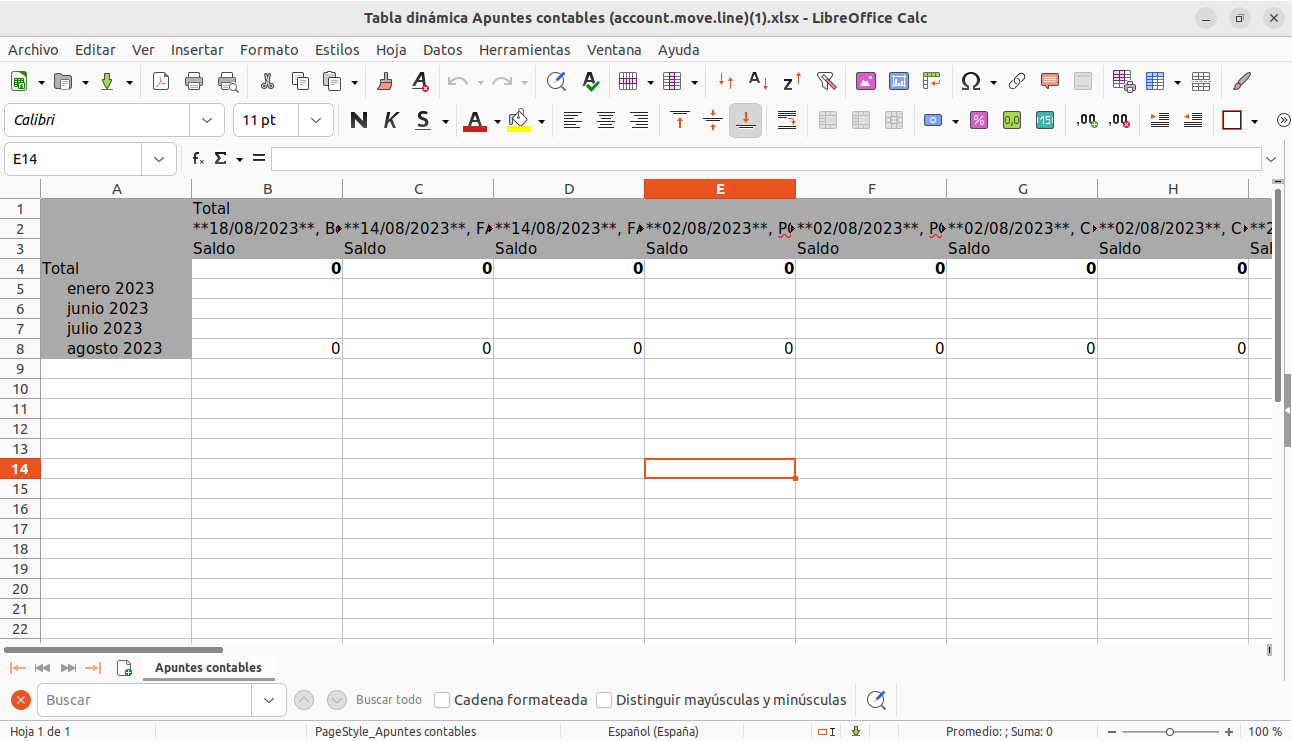 Tabla dinámica Apuntes contables (account.move.line)(1).xlsx - LibreOffice Calc
Archivo Editar Ver Insertar Formato Estilos Hoja Datos Herramientas Ventana Ayuda
Calibri 11 pt N K S A % 0,0 ,00 ,00
E14 fx Σ =
A B C D E F G H
1 Total
2 **18/08/2023**, **14/08/2023**, **14/08/2023**, **02/08/2023**, **02/08/2023**, **02/08/2023**, C **02/08/2023**, C
3 Saldo Saldo Saldo Saldo Saldo Saldo Saldo
4 Total 0 0 0 0 0 0 0
5 enero 2023
6 junio 2023
7 julio 2023
8 agosto 2023 0 0 0 0 0 0 0
9
10
11
12
13
14
15
16
17
18
19
20
21
22
Apuntes contables
Buscar Buscar todo Cadena formateada Distinguir mayúsculas y minúsculas
Hoja 1 de 1 PageStyle_Apuntes contables Español (España) Promedio: ; Suma: 0 100 %